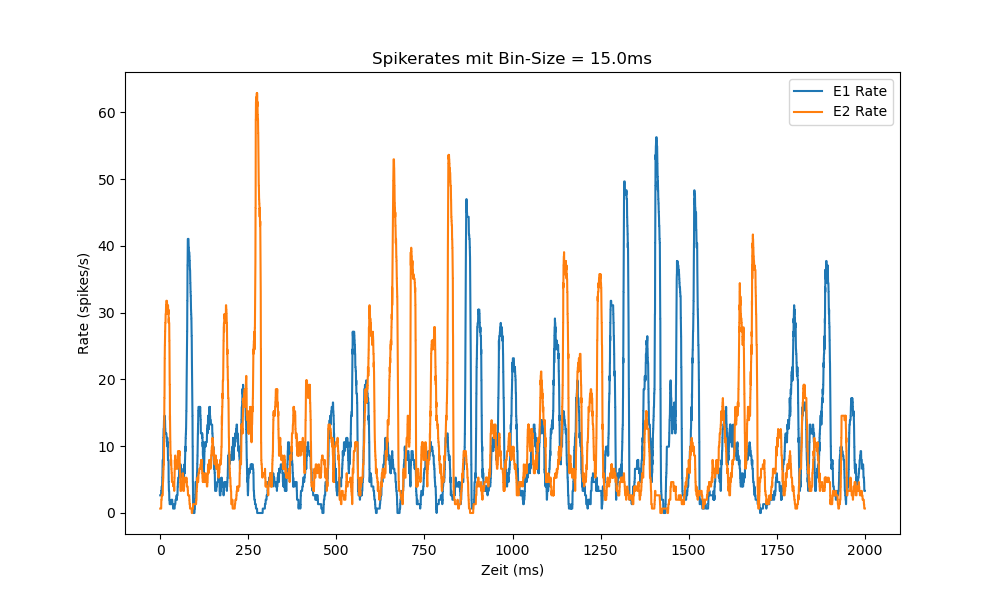 Spikerates mit Bin-Size = 15.0ms
E1 Rate
E2 Rate
60
50
40
30
20
10
0
Rate (spikes/s)
0 250 500 750 1000 1250 1500 1750 2000
Zeit (ms)